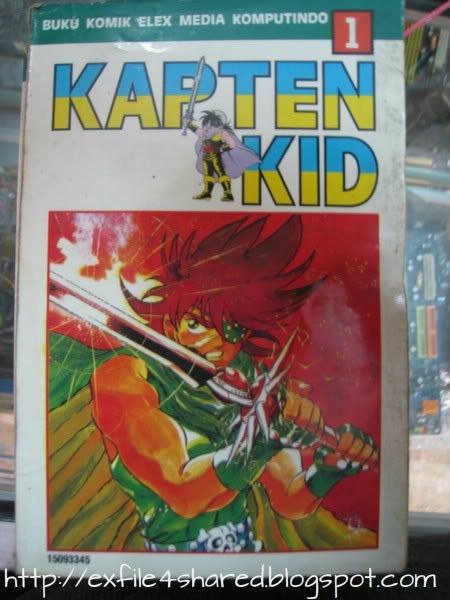 BUKU KOMIK ELEX MEDIA KOMPUTINDO
1
KAPTEN
KID
15093345
http://exfile4shared.blogspot.com